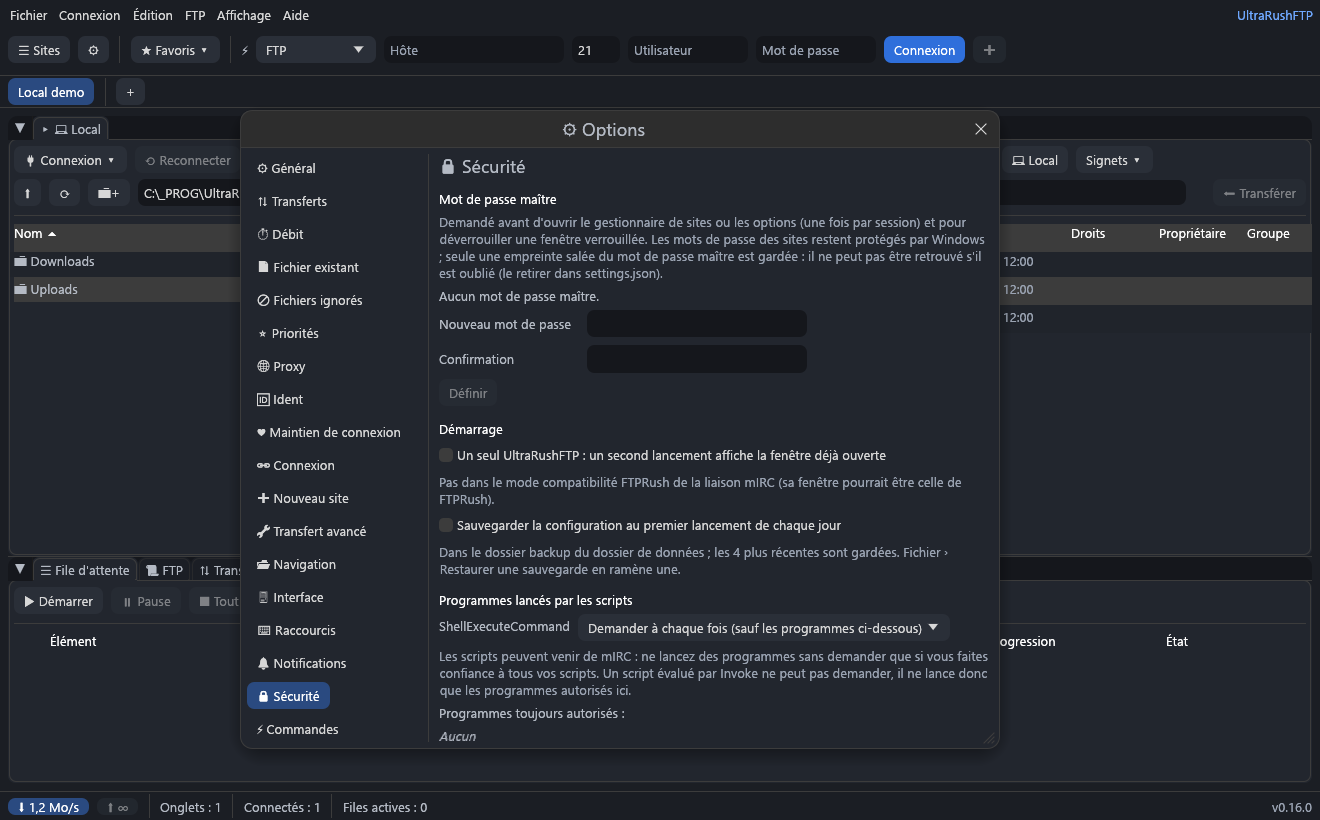 Fichier Connexion Édition FTP Affichage Aide UltraRushFTP
Sites Favoris FTP Hôte 21 Utilisateur Mot de passe Connexion +
Local demo +
Local
Connexion Reconnecter Local Signets
C:\_PROG\UltraR Transférer
Nom Droits Propriétaire Groupe
Downloads 12:00
Uploads 12:00
12:00
Options
Général
Transferts
Débit
Fichier existant
Fichiers ignorés
Priorités
Proxy
Ident
Maintien de connexion
Connexion
Nouveau site
Transfert avancé
Navigation
Interface
Raccourcis
Notifications
Sécurité
Commandes
Sécurité
Mot de passe maître
Demandé avant d'ouvrir le gestionnaire de sites ou les options (une fois par session) et pour
déverrouiller une fenêtre verrouillée. Les mots de passe des sites restent protégés par Windows
; seule une empreinte salée du mot de passe maître est gardée : il ne peut pas être retrouvé s'il
est oublié (le retirer dans settings.json).
Aucun mot de passe maître.
Nouveau mot de passe
Confirmation
Définir
Démarrage
Un seul UltraRushFTP : un second lancement affiche la fenêtre déjà ouverte
Pas dans le mode compatibilité FTPRush de la liaison mIRC (sa fenêtre pourrait être celle de
FTPRush).
Sauvegarder la configuration au premier lancement de chaque jour
Dans le dossier backup du dossier de données ; les 4 plus récentes sont gardées. Fichier ›
Restaurer une sauvegarde en ramène une.
Programmes lancés par les scripts
ShellExecuteCommand Demander à chaque fois (sauf les programmes ci-dessous)
Les scripts peuvent venir de mIRC : ne lancez des programmes sans demander que si vous faites
confiance à tous vos scripts. Un script évalué par Invoke ne peut pas demander, il ne lance donc
que les programmes autorisés ici.
Programmes toujours autorisés :
Aucun
File d'attente FTP Trans
Démarrer Pause Tout
Élément ogression État
1,2 Mo/s ∞ Onglets : 1 Connectés : 1 Files actives : 0 v0.16.0